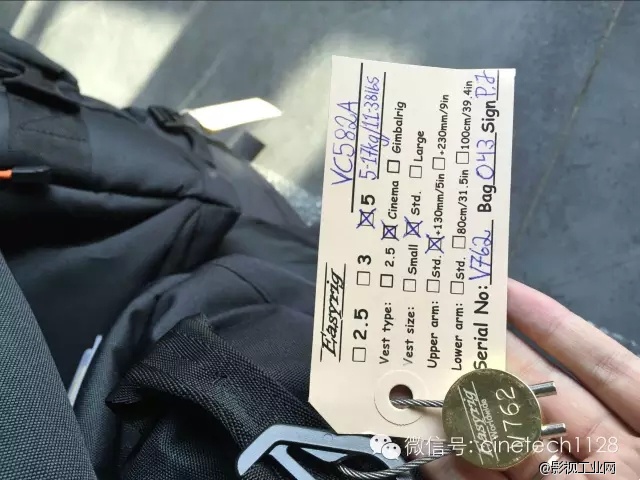 Easyrig VC582A
☐ 2.5 ☐ 3 ☒ 5 5-17kg/11-38lbs
Vest type: ☐ 2.5 ☒ Cinema ☐ Gimbalrig
Vest size: ☐ Small ☒ Std. ☐ Large
Upper arm: ☐ Std. ☒ +130mm/5in ☐ +230mm/9in
Lower arm: ☐ Std. ☐ 80cm/31.5in ☐ 100cm/39.4in
Serial No: V762 Bag 043 Sign P.J
Easyrig
762
微信号: cinetech1128
@影视工业网